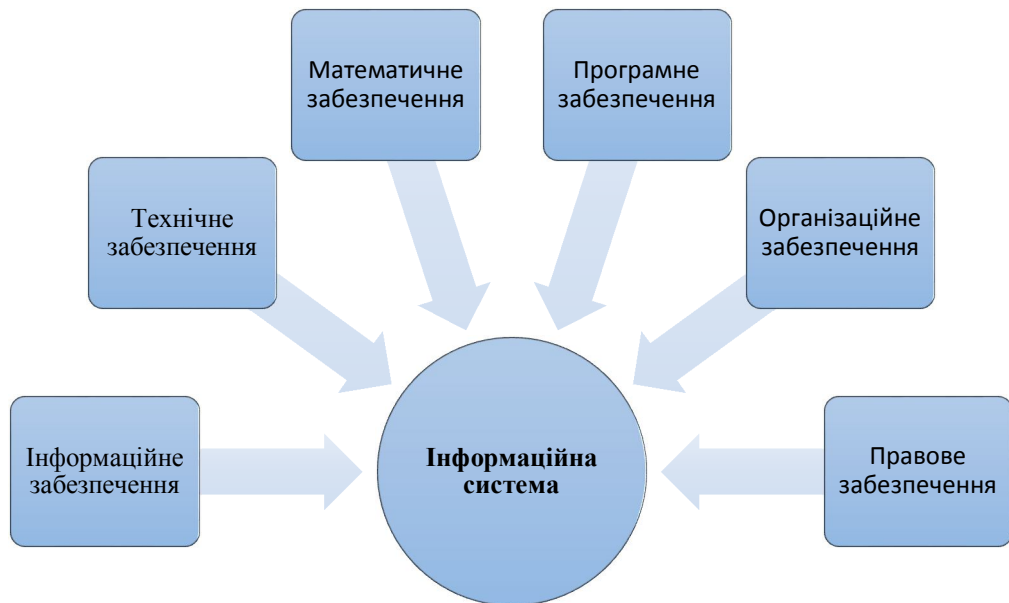 Математичне
забезпечення
Програмне
забезпечення
Технічне
забезпечення
Організаційне
забезпечення
Інформаційне
забезпечення
Інформаційна
система
Правове
забезпечення